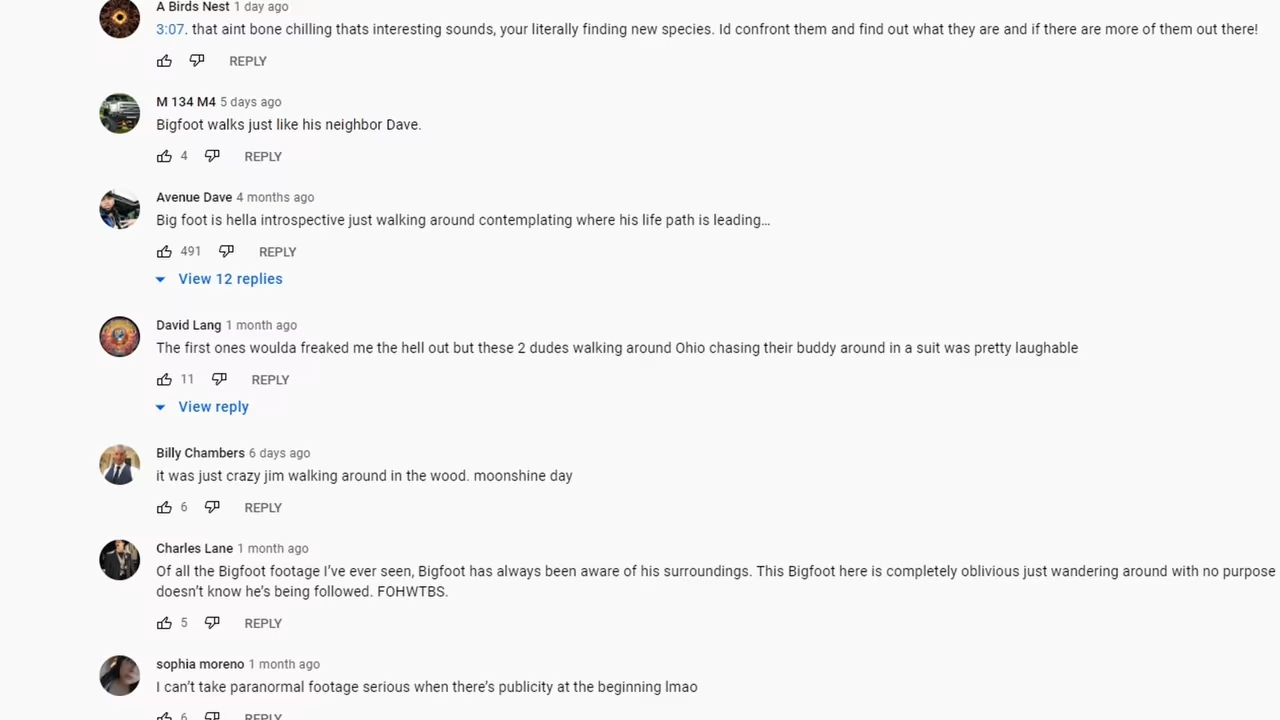 A Birds Nest 1 day ago
3:07. that aint bone chilling thats interesting sounds, your literally finding new species. Id confront them and find out what they are and if there are more of them out there!
REPLY
M 134 M4 5 days ago
Bigfoot walks just like his neighbor Dave.
4 REPLY
Avenue Dave 4 months ago
Big foot is hella introspective just walking around contemplating where his life path is leading...
491 REPLY
View 12 replies
David Lang 1 month ago
The first ones woulda freaked me the hell out but these 2 dudes walking around Ohio chasing their buddy around in a suit was pretty laughable
11 REPLY
View reply
Billy Chambers 6 days ago
it was just crazy jim walking around in the wood. moonshine day
6 REPLY
Charles Lane 1 month ago
Of all the Bigfoot footage I've ever seen, Bigfoot has always been aware of his surroundings. This Bigfoot here is completely oblivious just wandering around with no purpose
doesn't know he's being followed. FOHWTBS.
5 REPLY
sophia moreno 1 month ago
I can't take paranormal footage serious when there's publicity at the beginning lmao
6 REPLY